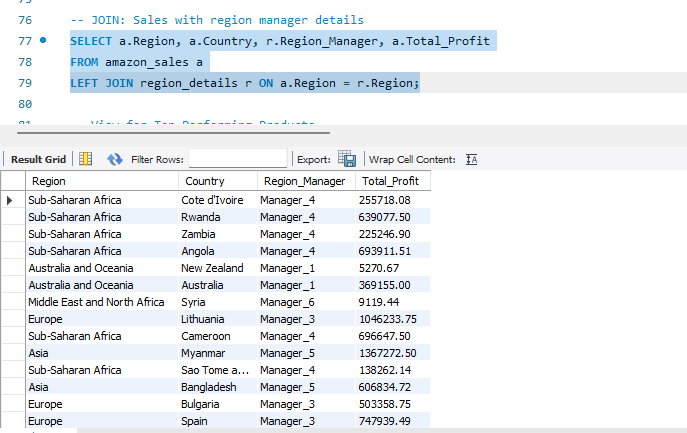 76 -- JOIN: Sales with region manager details
77 SELECT a.Region, a.Country, r.Region_Manager, a.Total_Profit
78 FROM amazon_sales a
79 LEFT JOIN region_details r ON a.Region = r.Region;
80
Result Grid Filter Rows: Export: Wrap Cell Content:
Region Country Region_Manager Total_Profit
Sub-Saharan Africa Cote d'Ivoire Manager_4 255718.08
Sub-Saharan Africa Rwanda Manager_4 639077.50
Sub-Saharan Africa Zambia Manager_4 225246.90
Sub-Saharan Africa Angola Manager_4 693911.51
Australia and Oceania New Zealand Manager_1 5270.67
Australia and Oceania Australia Manager_1 369155.00
Middle East and North Africa Syria Manager_6 9119.44
Europe Lithuania Manager_3 1046233.75
Sub-Saharan Africa Cameroon Manager_4 696647.50
Asia Myanmar Manager_5 1367272.50
Sub-Saharan Africa Sao Tome a... Manager_4 138262.14
Asia Bangladesh Manager_5 606834.72
Europe Bulgaria Manager_3 503358.75
Europe Spain Manager_3 747939.49